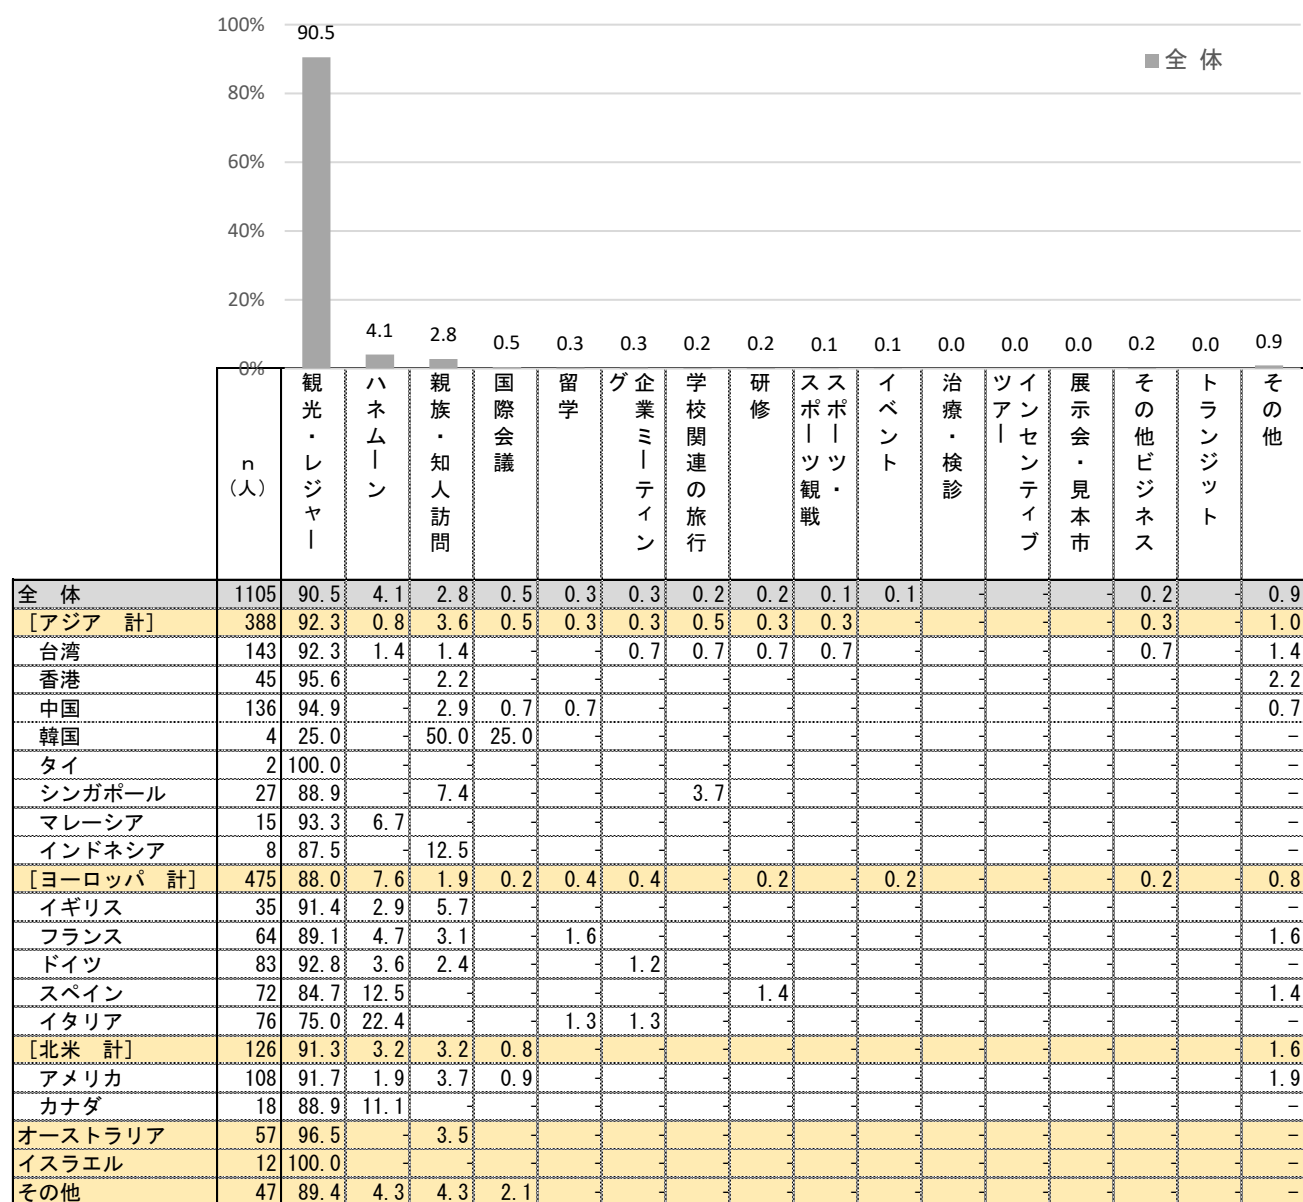 100%
80%
60%
40%
20%
0%
全 体
90.5
4.1
2.8
0.5
0.3
0.3
0.2
0.2
0.1
0.1
0.0
0.0
0.0
0.2
0.0
0.9
n
(人)
観光・レジャー
ハネムーン
親族・知人訪問
国際会議
留学
企業ミーティン
グ
学校関連の旅行
研修
スポーツ・
スポーツ観戦
イベント
治療・検診
インセンティブ
ツアー
展示会・見本市
その他ビジネス
トランジット
その他
全 体 1105 90.5 4.1 2.8 0.5 0.3 0.3 0.2 0.2 0.1 0.1 - - - 0.2 - 0.9
[アジア 計] 388 92.3 0.8 3.6 0.5 0.3 0.3 0.5 0.3 0.3 - - - - 0.3 - 1.0
台湾 143 92.3 1.4 1.4 - - 0.7 0.7 0.7 0.7 - - - - 0.7 - 1.4
香港 45 95.6 - 2.2 - - - - - - - - - - - - 2.2
中国 136 94.9 - 2.9 0.7 0.7 - - - - - - - - - - 0.7
韓国 4 25.0 - 50.0 25.0 - - - - - - - - - - - -
タイ 2 100.0 - - - - - - - - - - - - - - -
シンガポール 27 88.9 - 7.4 - - - 3.7 - - - - - - - - -
マレーシア 15 93.3 6.7 - - - - - - - - - - - - - -
インドネシア 8 87.5 - 12.5 - - - - - - - - - - - - -
[ヨーロッパ 計] 475 88.0 7.6 1.9 0.2 0.4 0.4 - 0.2 - 0.2 - - - 0.2 - 0.8
イギリス 35 91.4 2.9 5.7 - - - - - - - - - - - - -
フランス 64 89.1 4.7 3.1 - 1.6 - - - - - - - - - - 1.6
ドイツ 83 92.8 3.6 2.4 - - 1.2 - - - - - - - - - -
スペイン 72 84.7 12.5 - - - - - 1.4 - - - - - - - 1.4
イタリア 76 75.0 22.4 - - 1.3 1.3 - - - - - - - - - -
[北米 計] 126 91.3 3.2 3.2 0.8 - - - - - - - - - - - 1.6
アメリカ 108 91.7 1.9 3.7 0.9 - - - - - - - - - - - 1.9
カナダ 18 88.9 11.1 - - - - - - - - - - - - - -
オーストラリア 57 96.5 - 3.5 - - - - - - - - - - - - -
イスラエル 12 100.0 - - - - - - - - - - - - - - -
その他 47 89.4 4.3 4.3 2.1 - - - - - - - - - - - -